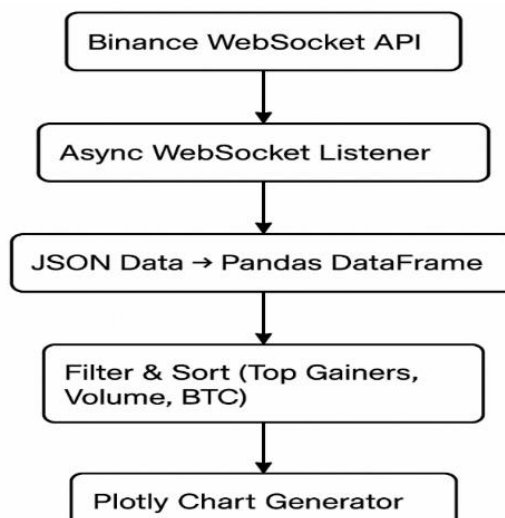 Binance WebSocket API
Async WebSocket Listener
JSON Data → Pandas DataFrame
Filter & Sort (Top Gainers,
Volume, BTC)
Plotly Chart Generator